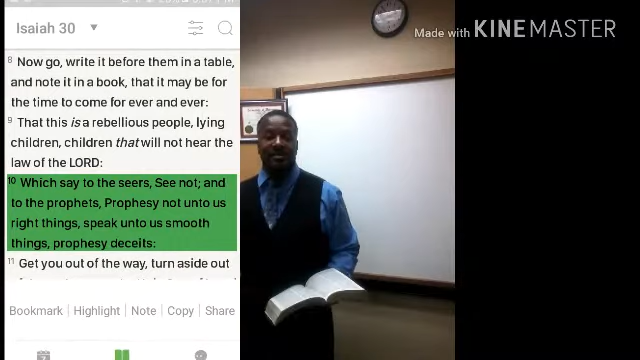 Isaiah 30
8 Now go, write it before them in a table,
and note it in a book, that it may be for
the time to come for ever and ever:
9 That this is a rebellious people, lying
children, children that will not hear the
law of the LORD:
10 Which say to the seers, See not; and
to the prophets, Prophesy not unto us
right things, speak unto us smooth
things, prophesy deceits:
11 Get you out of the way, turn aside out
Bookmark | Highlight | Note | Copy | Share
Made with KINEMASTER